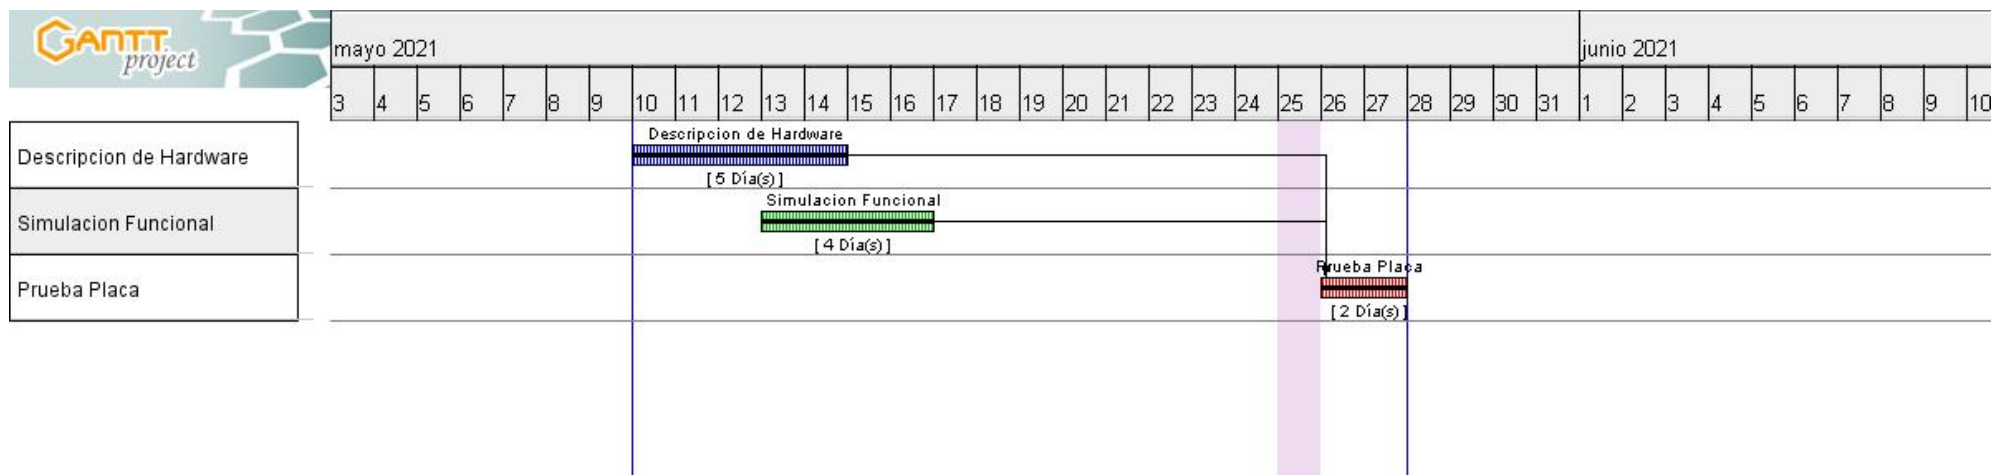 GANTT
project
mayo 2021 junio 2021
3 4 5 6 7 8 9 10 11 12 13 14 15 16 17 18 19 20 21 22 23 24 25 26 27 28 29 30 31 1 2 3 4 5 6 7 8 9 10
Descripcion de Hardware
Descripcion de Hardware
[5 Día(s)]
Simulacion Funcional
Simulacion Funcional
[4 Día(s)]
Prueba Placa
Prueba Placa
[2 Día(s)]